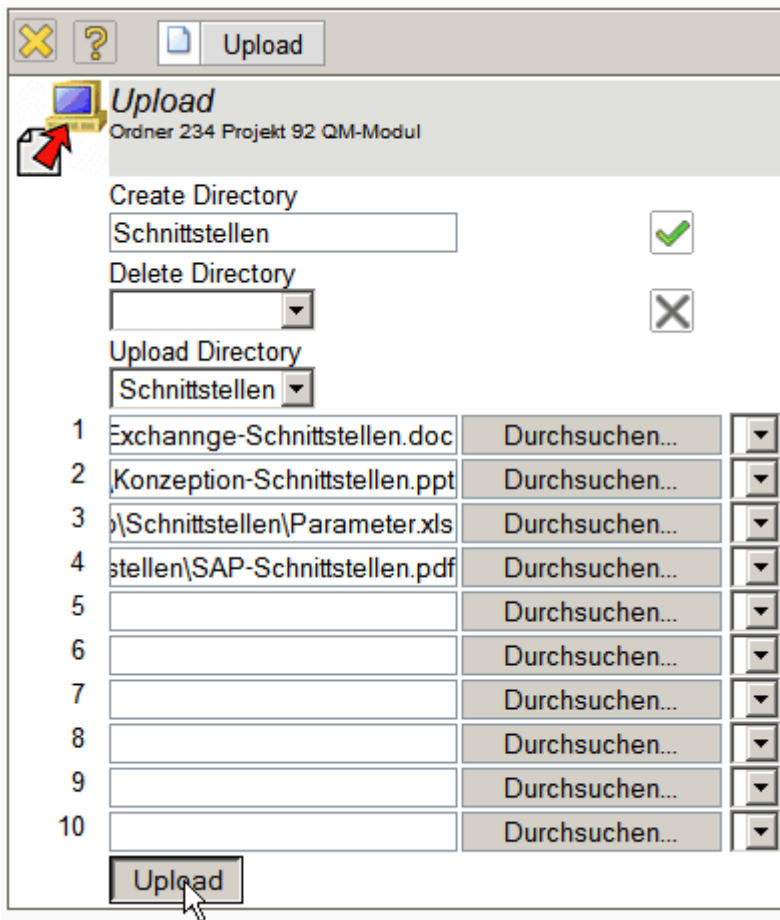 Upload
Upload
Ordner 234 Projekt 92 QM-Modul
Create Directory
Schnittstellen
Delete Directory
Upload Directory
Schnittstellen
1 Exchannge-Schnittstellen.doc Durchsuchen...
2 \Konzeption-Schnittstellen.ppt Durchsuchen...
3 o\Schnittstellen\Parameter.xls Durchsuchen...
4 stellen\SAP-Schnittstellen.pdf Durchsuchen...
5 Durchsuchen...
6 Durchsuchen...
7 Durchsuchen...
8 Durchsuchen...
9 Durchsuchen...
10 Durchsuchen...
Upload